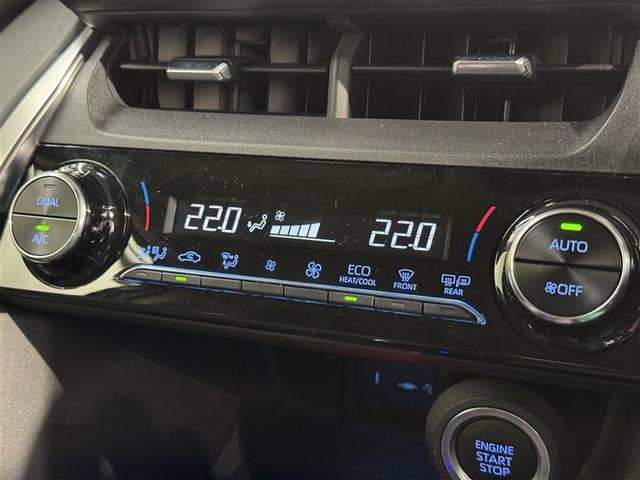 DUAL
A/C
22.0
22.0
AUTO
OFF
ECO
HEAT/COOL
FRONT
REAR
ENGINE
START
STOP